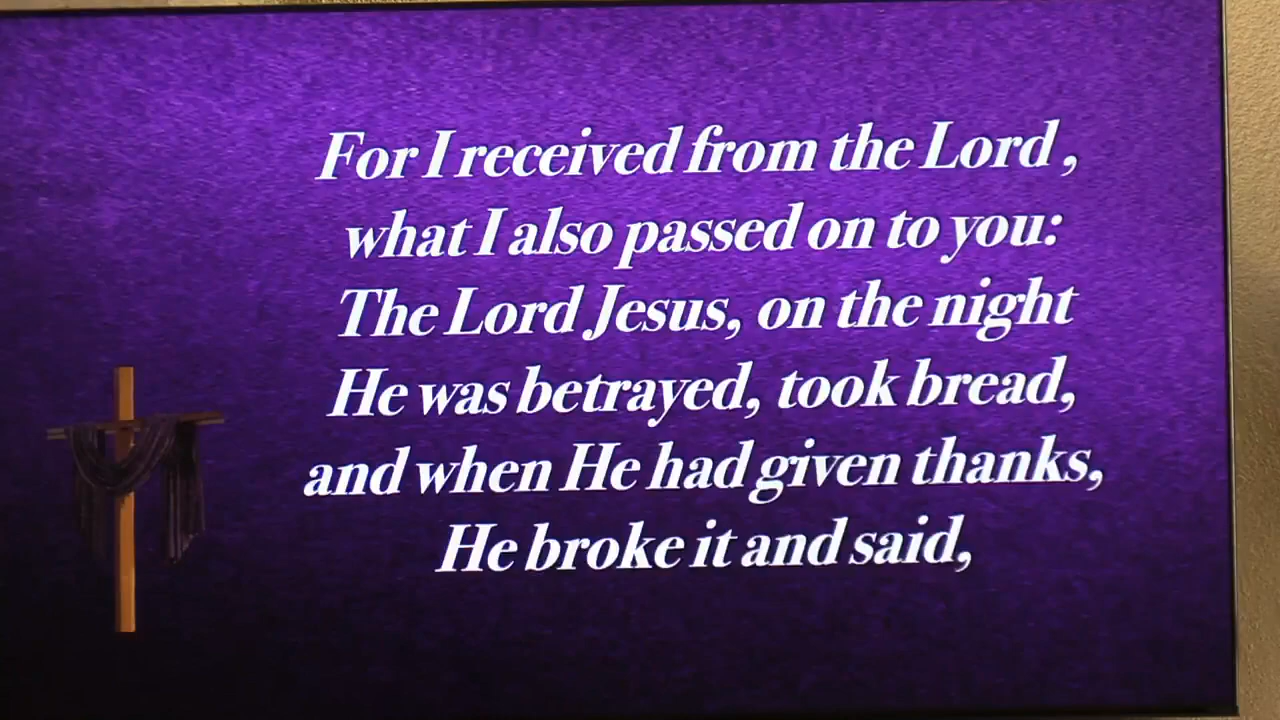 For I received from the Lord ,
what I also passed on to you:
The Lord Jesus, on the night
He was betrayed, took bread,
and when He had given thanks,
He broke it and said,